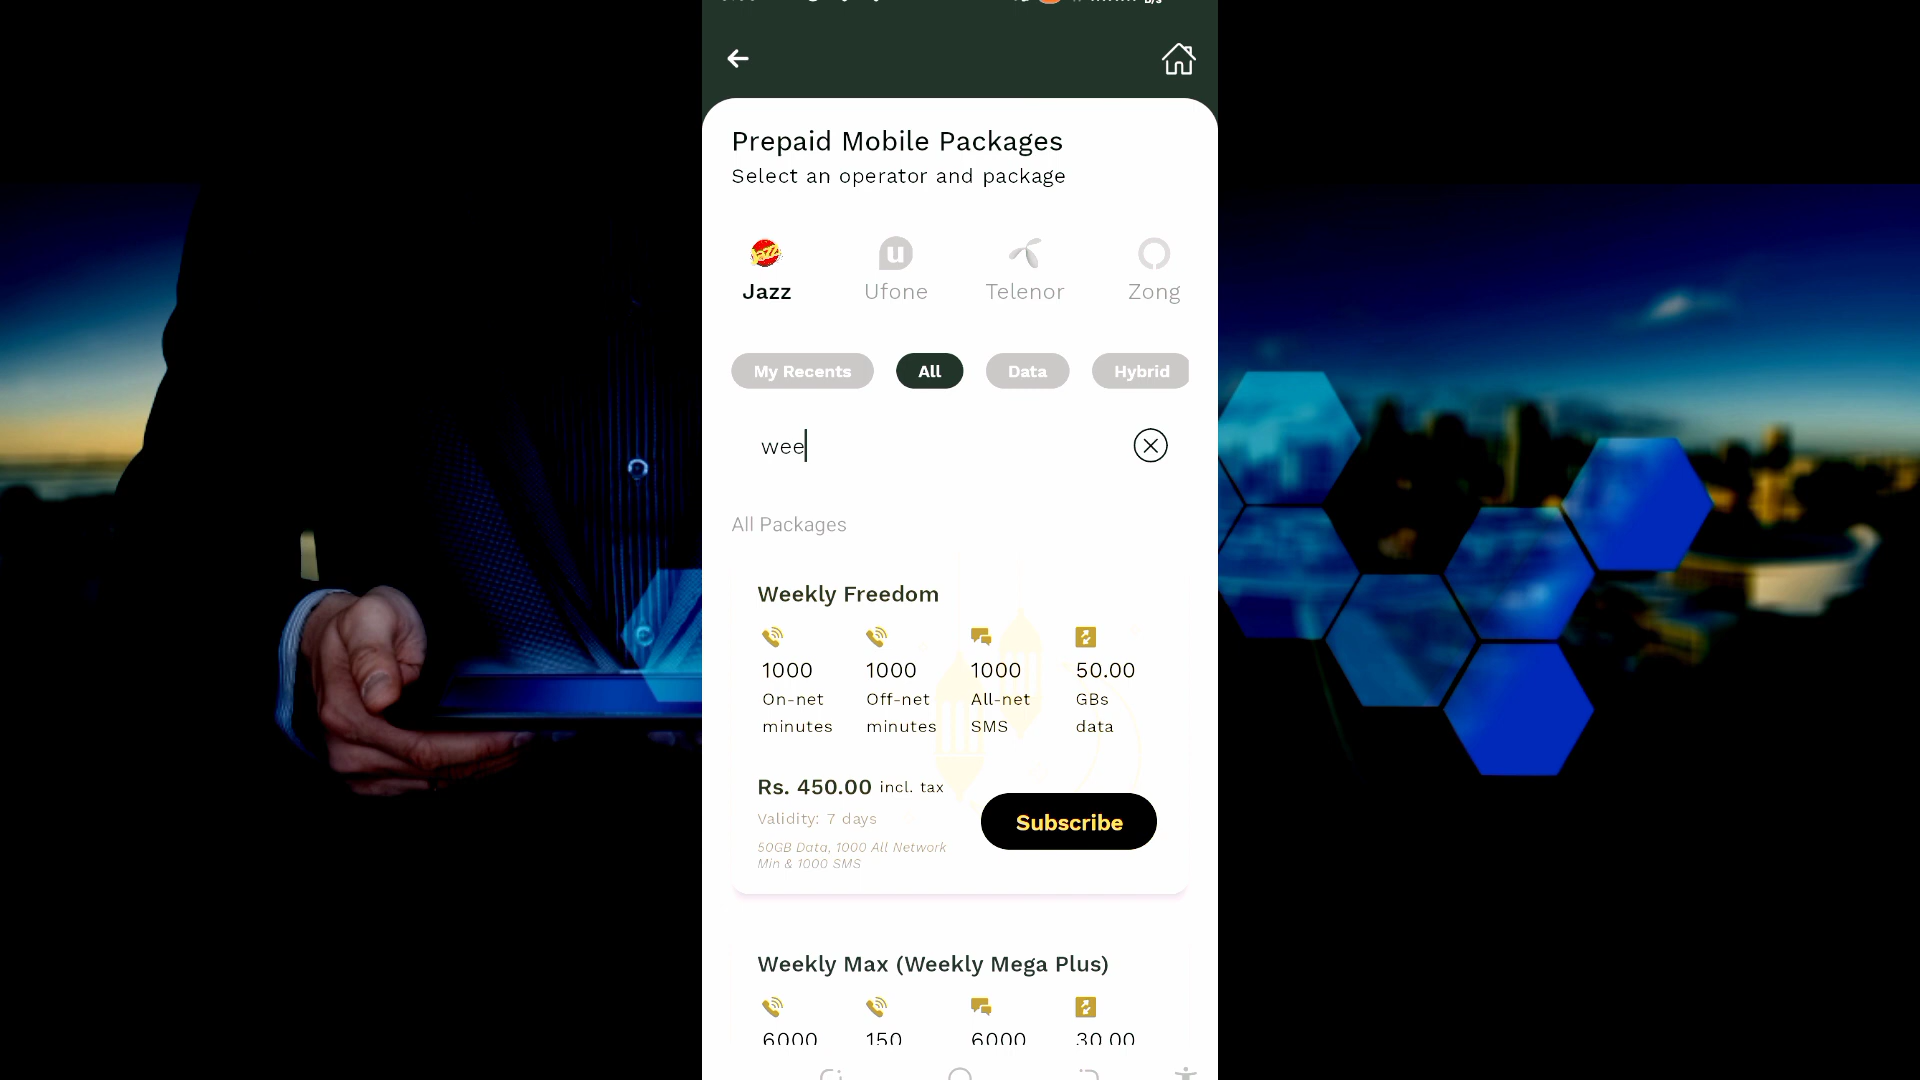 Prepaid Mobile Packages
Select an operator and package
Jazz
Jazz Ufone Telenor Zong
My Recents All Data Hybrid
wee
All Packages
Weekly Freedom
1000 1000 1000 50.00
On-net Off-net All-net GBs
minutes minutes SMS data
Rs. 450.00 incl. tax
Validity: 7 days
Subscribe
50GB Data, 1000 All Network
Min & 1000 SMS
Weekly Max (Weekly Mega Plus)
6000 150 6000 30.00